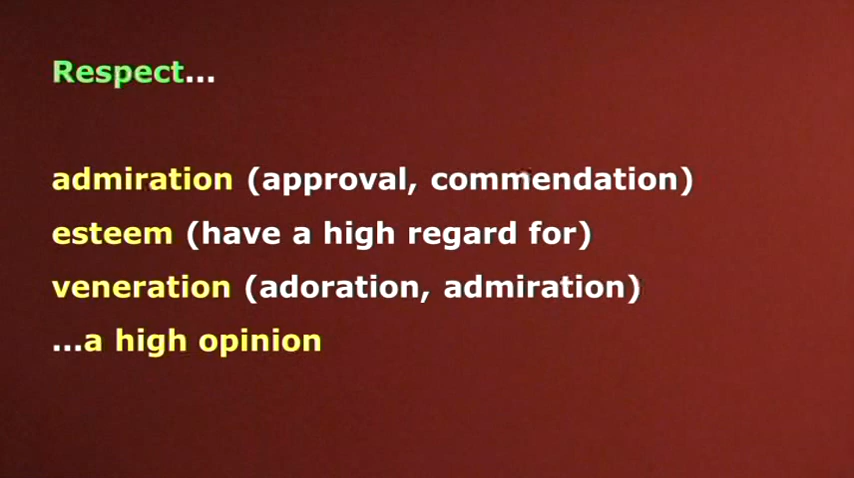 Respect...
admiration (approval, commendation)
esteem (have a high regard for)
veneration (adoration, admiration)
...a high opinion